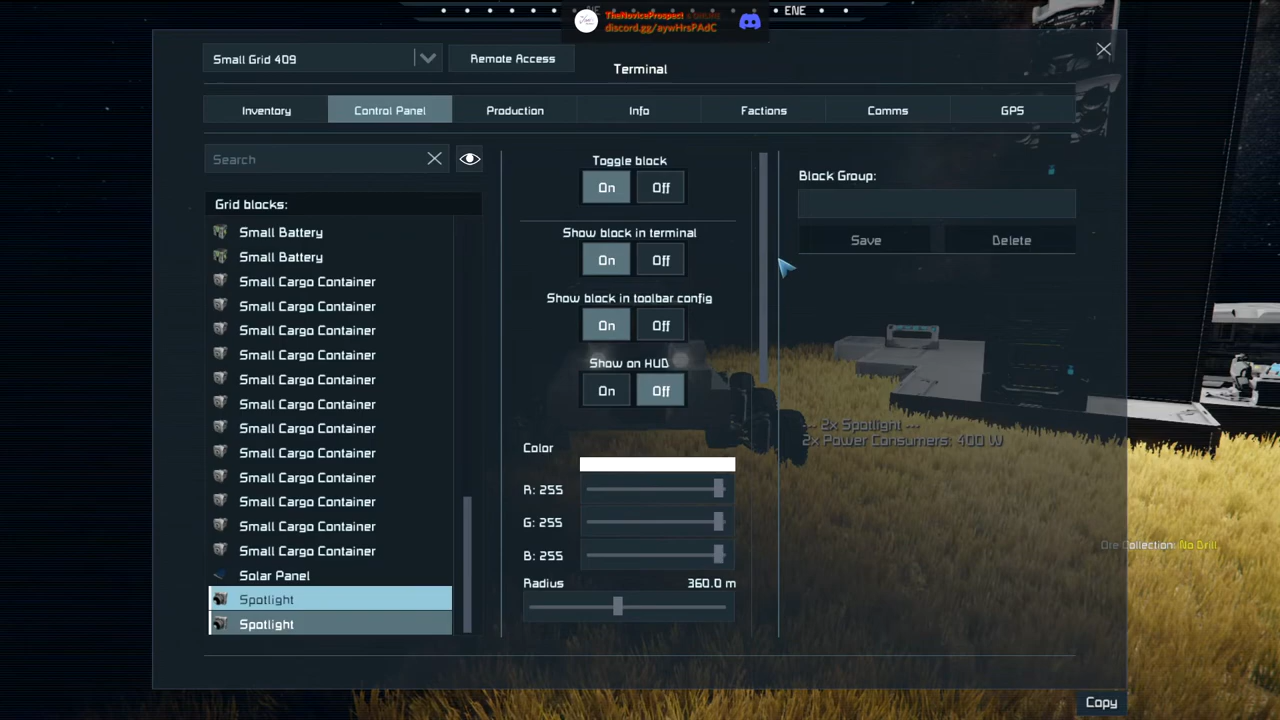 ENE
TheNoviceProspect
discord.gg/aywHrsPAdC
Small Grid 409
Remote Access
Terminal
Inventory
Control Panel
Production
Info
Factions
Comms
GPS
Search
Grid blocks:
Small Battery
Small Battery
Small Cargo Container
Small Cargo Container
Small Cargo Container
Small Cargo Container
Small Cargo Container
Small Cargo Container
Small Cargo Container
Small Cargo Container
Small Cargo Container
Small Cargo Container
Small Cargo Container
Small Cargo Container
Solar Panel
Spotlight
Spotlight
Toggle block
On Off
Show block in terminal
On Off
Show block in toolbar config
On Off
Show on HUD
On Off
Color
R: 255
G: 255
B: 255
Radius 360.0 m
Block Group:
Save Delete
-- 2x Spotlight --
2x Power Consumers: 400 W
Ore Collection: No Drill
Copy